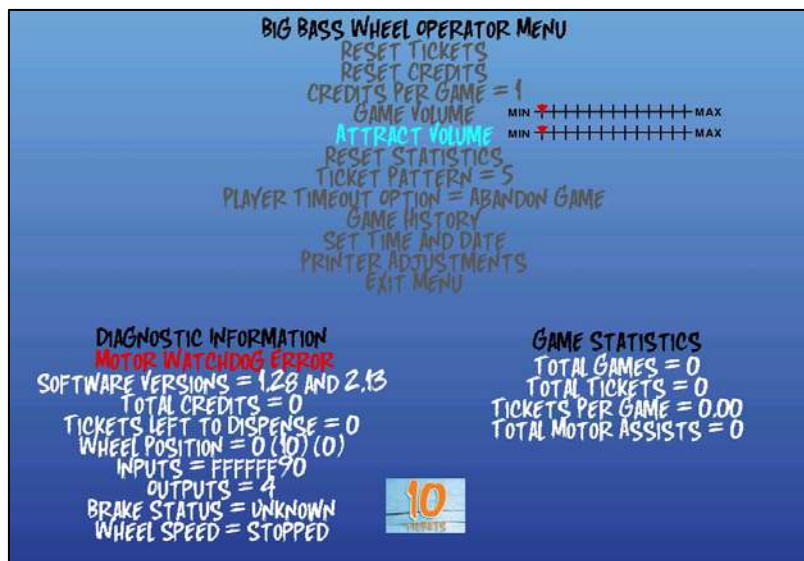 BIG BASS WHEEL OPERATOR MENU
RESET TICKETS
RESET CREDITS
CREDITS PER GAME = 1
GAME VOLUME MIN MAX
ATTRACT VOLUME MIN MAX
RESET STATISTICS
TICKET PATTERN = 5
PLAYER TIMEOUT OPTION = ABANDON GAME
GAME HISTORY
SET TIME AND DATE
PRINTER ADJUSTMENTS
EXIT MENU
DIAGNOSTIC INFORMATION
MOTOR WATCHDOG ERROR
SOFTWARE VERSIONS = 1.28 AND 2.13
TOTAL CREDITS = 0
TICKETS LEFT TO DISPENSE = 0
WHEEL POSITION = 0 (10) (0)
INPUTS = FFFFFF90
OUTPUTS = 4
BRAKE STATUS = UNKNOWN
WHEEL SPEED = STOPPED
10
TICKETS
GAME STATISTICS
TOTAL GAMES = 0
TOTAL TICKETS = 0
TICKETS PER GAME = 0.00
TOTAL MOTOR ASSISTS = 0